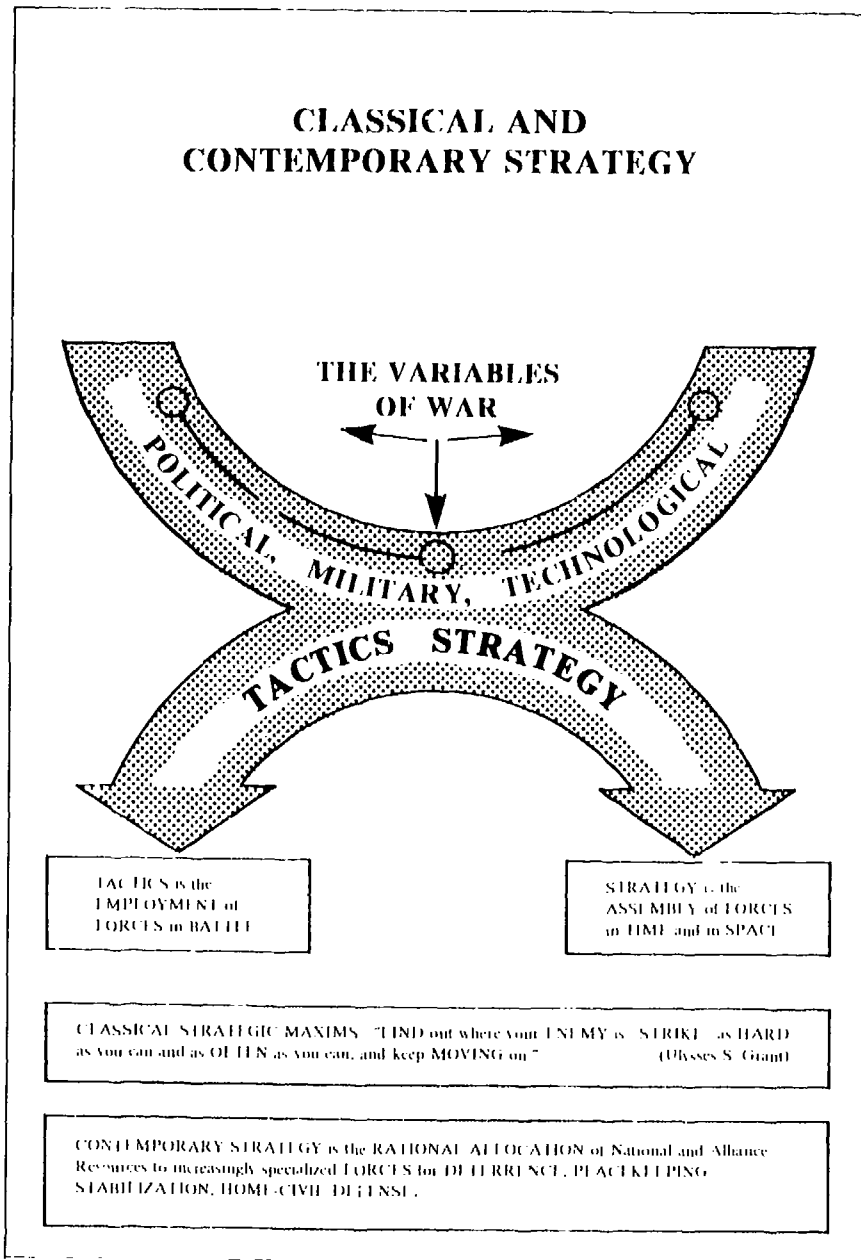 CLASSICAL AND
CONTEMPORARY STRATEGY
THE VARIABLES
OF WAR
POLITICAL, MILITARY, TECHNOLOGICAL
TACTICS STRATEGY
TACTICS is the
EMPLOYMENT of
FORCES in BATTLE
STRATEGY is the
ASSEMBLY of FORCES
in TIME and in SPACE
CLASSICAL STRATEGIC MAXIMS "FIND out where your ENEMY is STRIKE as HARD
as you can and as OFTEN as you can, and keep MOVING on" (Ulysses S. Grant)
CONTEMPORARY STRATEGY is the RATIONAL ALLOCATION of National and Alliance
Resources to increasingly specialized FORCES for DETERRENCE, PEACEKEEPING
STABILIZATION, HOME-CIVIL DEFENSE.